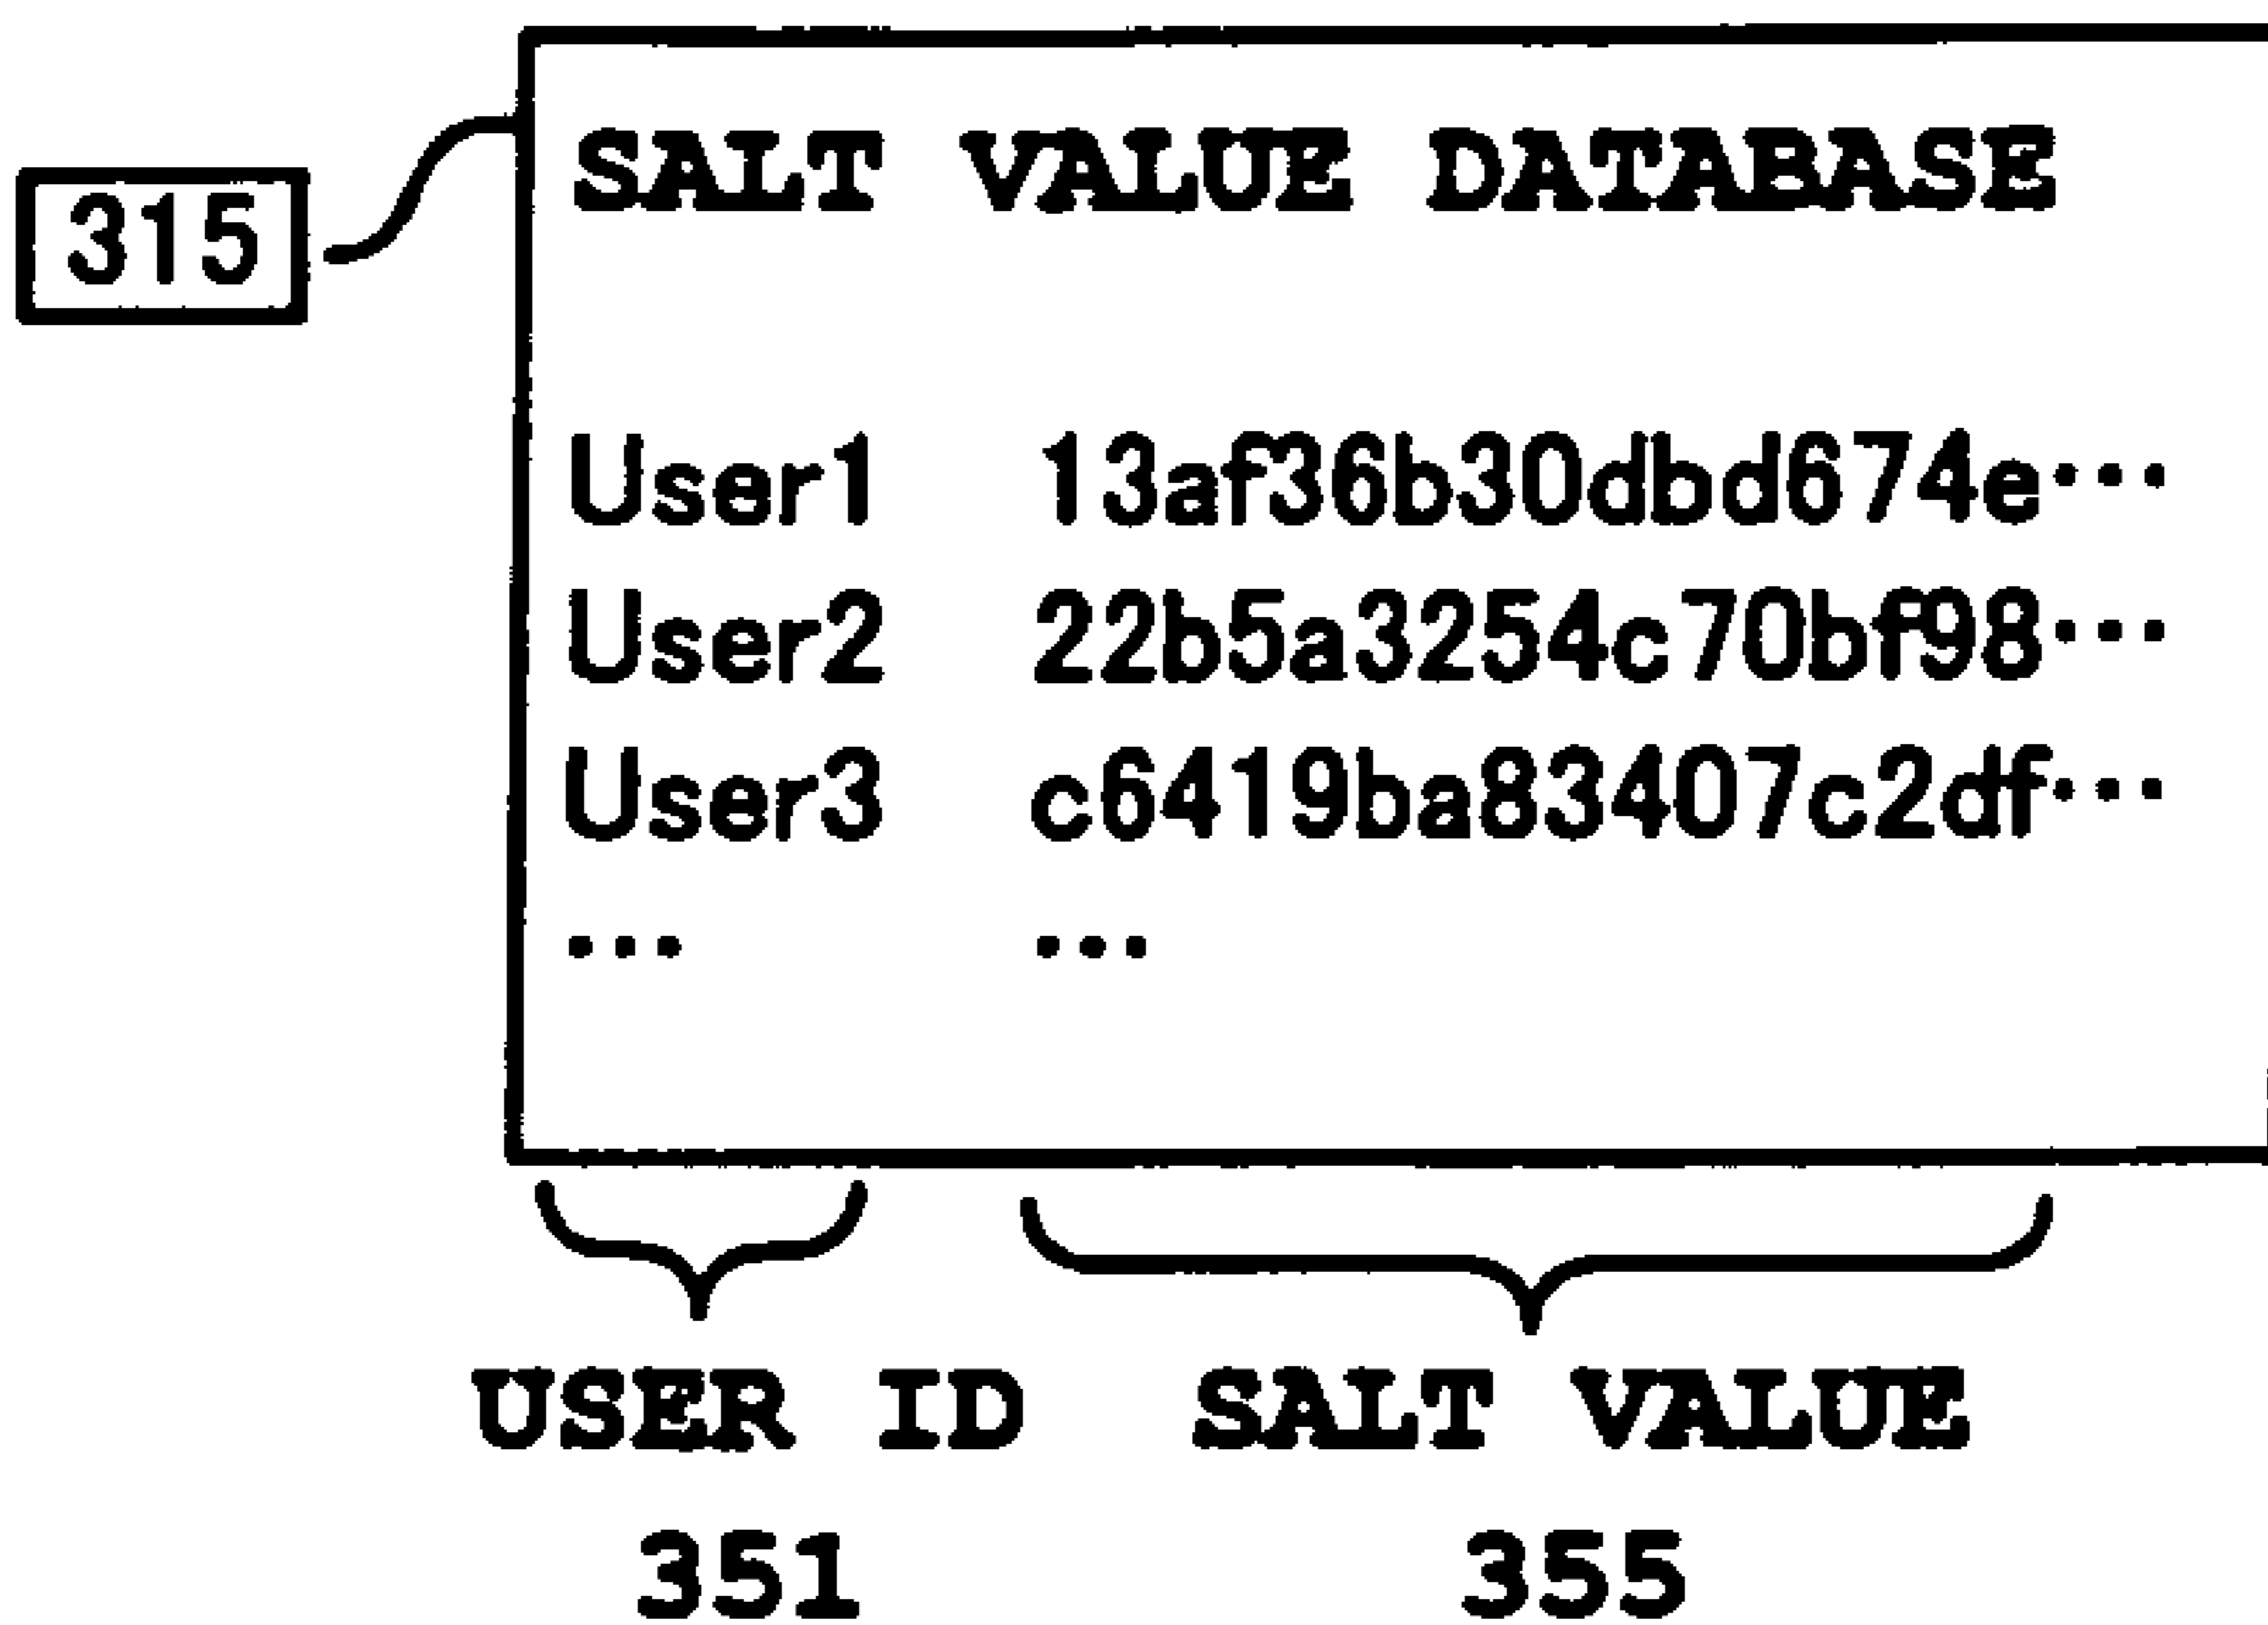 SALT VALUE DATABASE
315
User1 13af36b30dbd674e···
User2 22b5a3254c70bf98···
User3 c6419ba83407c2df···
··· ···
USER ID SALT VALUE
351 355